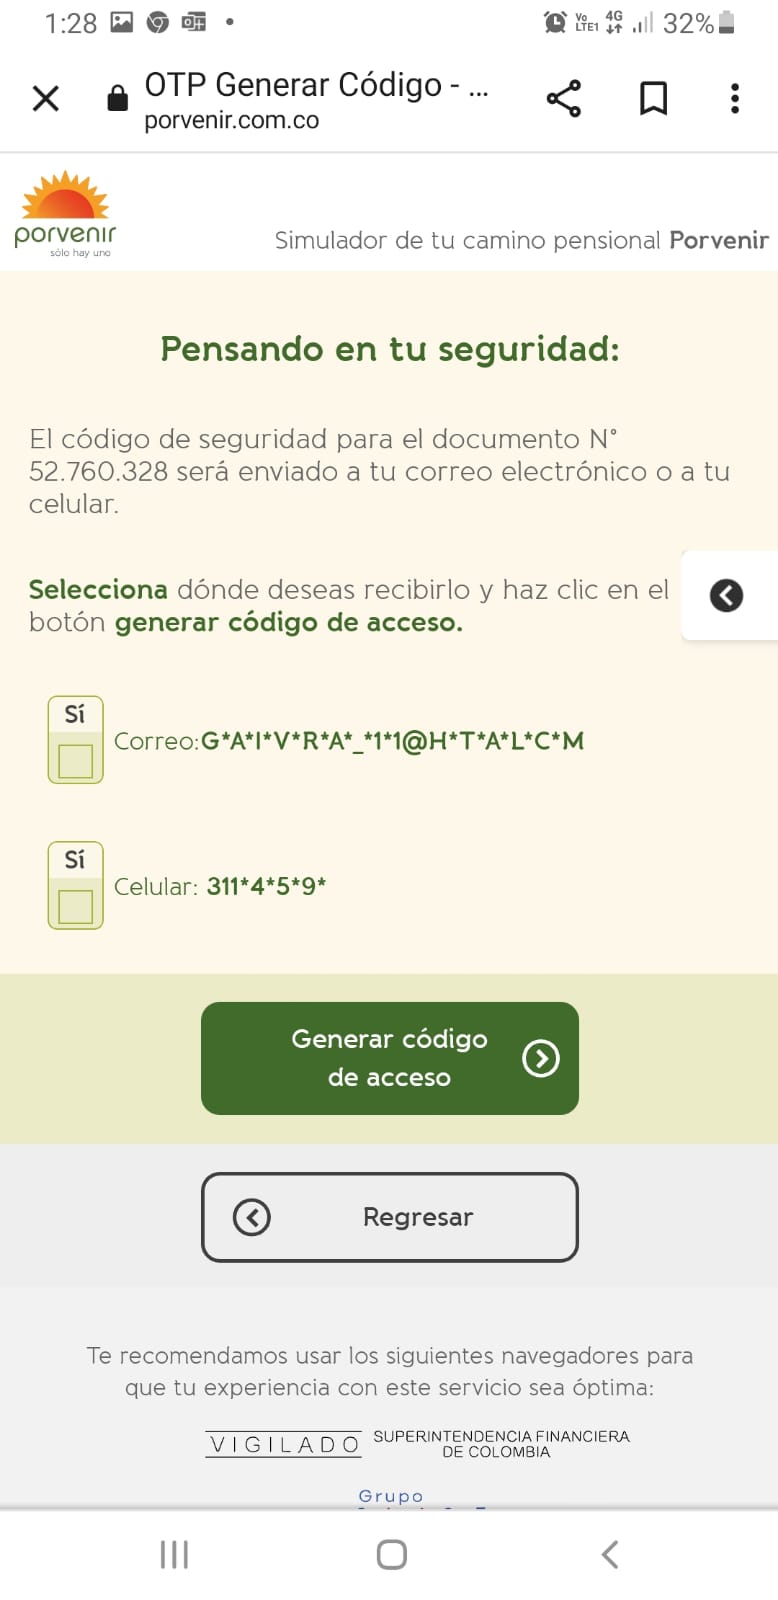 1:28
Vo LTE1 4G 32%
OTP Generar Código - ...
porvenir.com.co
porvenir
sólo hay uno
Simulador de tu camino pensional Porvenir
Pensando en tu seguridad:
El código de seguridad para el documento N°
52.760.328 será enviado a tu correo electrónico o a tu
celular.
Selecciona dónde deseas recibirlo y haz clic en el
botón generar código de acceso.
Sí
Correo:G*A*I*V*R*A*_*1*1@H*T*A*L*C*M
Sí
Celular: 311*4*5*9*
Generar código
de acceso
Regresar
Te recomendamos usar los siguientes navegadores para
que tu experiencia con este servicio sea óptima:
VIGILADO SUPERINTENDENCIA FINANCIERA
DE COLOMBIA
Grupo